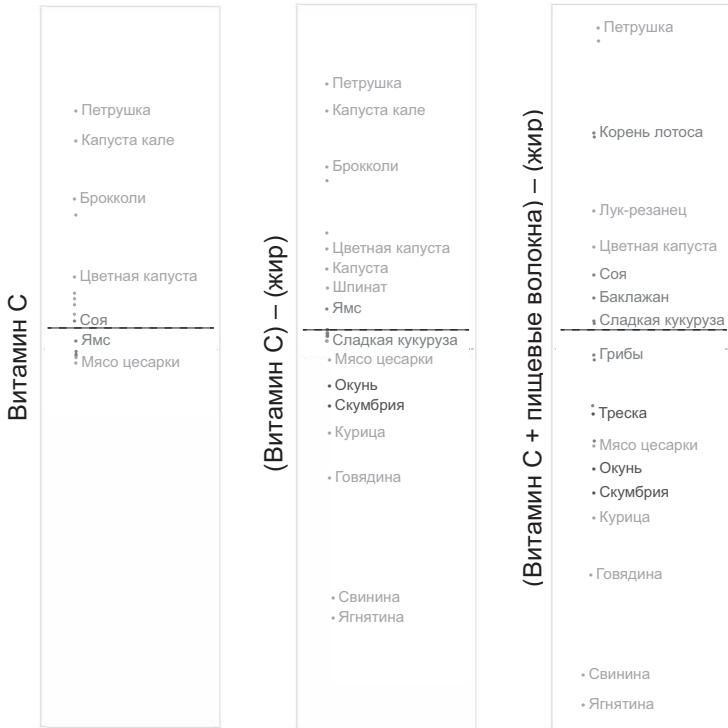 Витамин C
Петрушка
Капуста кале
Брокколи
Цветная капуста
Соя
Ямс
Мясо цесарки
(Витамин C) – (жир)
Петрушка
Капуста кале
Брокколи
Цветная капуста
Капуста
Шпинат
Ямс
Сладкая кукуруза
Мясо цесарки
Окунь
Скумбрия
Курица
Говядина
Свинина
Ягнятина
(Витамин C + пищевые волокна) – (жир)
Петрушка
Корень лотоса
Лук-резанец
Цветная капуста
Соя
Баклажан
Сладкая кукуруза
Грибы
Треска
Мясо цесарки
Окунь
Скумбрия
Курица
Говядина
Свинина
Ягнятина